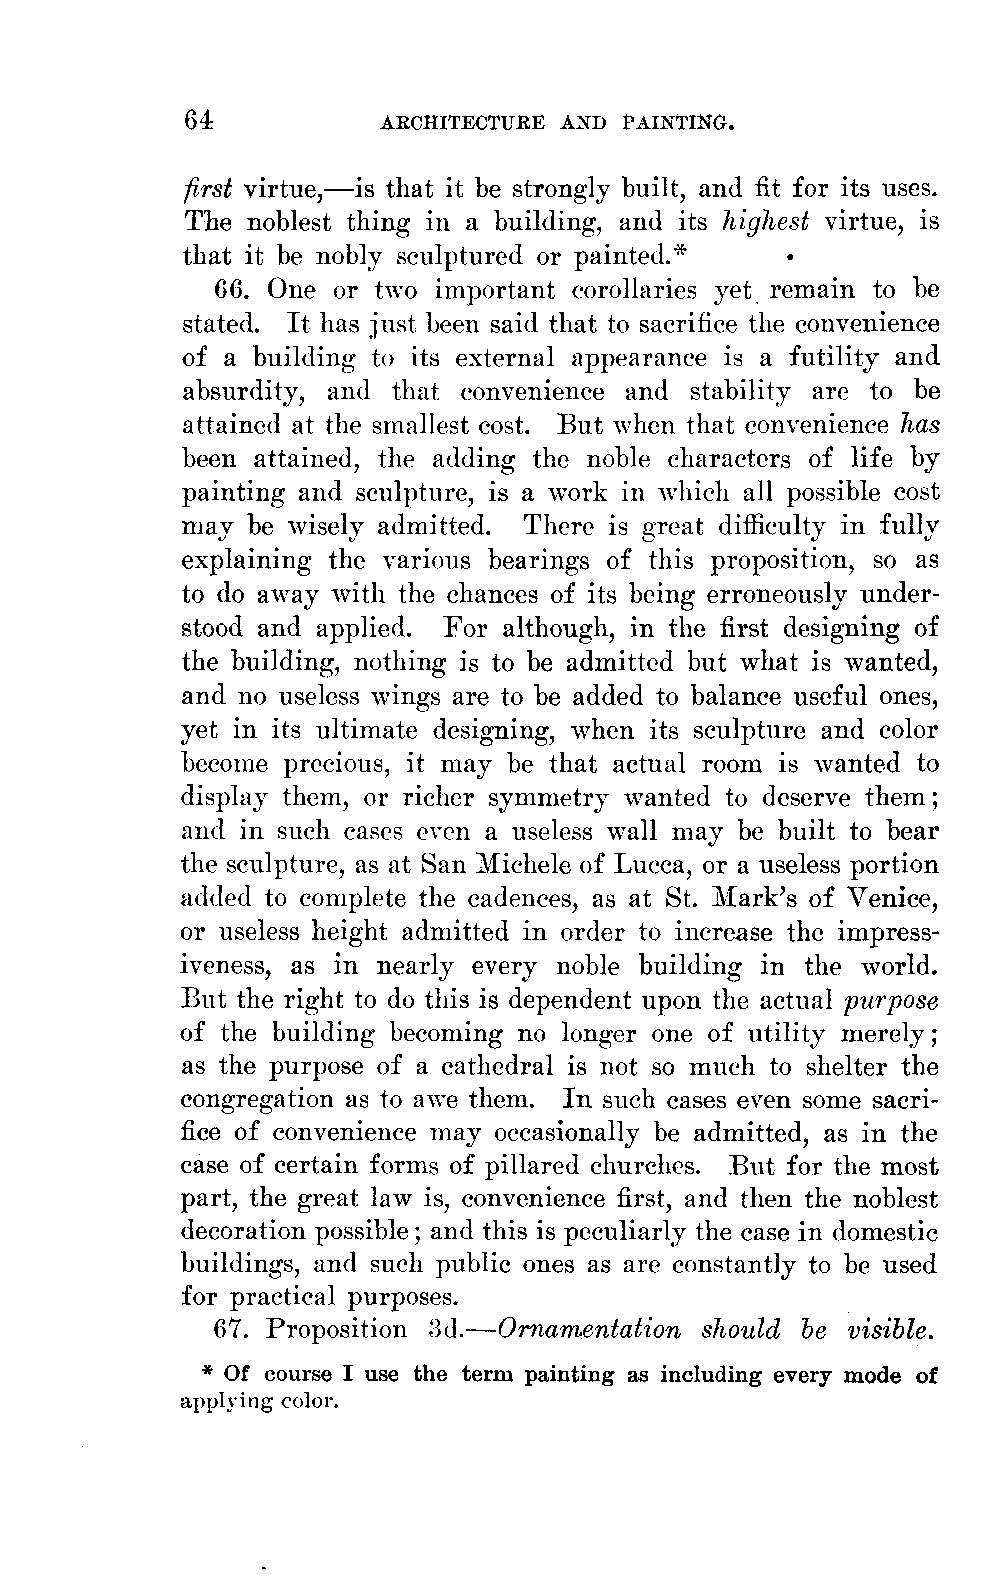 64 ARCHITECTURE AND PAINTING.
first virtue,—is that it be strongly built, and fit for its uses.
The noblest thing in a building, and its highest virtue, is
that it be nobly sculptured or painted.*
66. One or two important corollaries yet remain to be
stated. It has just been said that to sacrifice the convenience
of a building to its external appearance is a futility and
absurdity, and that convenience and stability are to be
attained at the smallest cost. But when that convenience has
been attained, the adding the noble characters of life by
painting and sculpture, is a work in which all possible cost
may be wisely admitted. There is great difficulty in fully
explaining the various bearings of this proposition, so as
to do away with the chances of its being erroneously under-
stood and applied. For although, in the first designing of
the building, nothing is to be admitted but what is wanted,
and no useless wings are to be added to balance useful ones,
yet in its ultimate designing, when its sculpture and color
become precious, it may be that actual room is wanted to
display them, or richer symmetry wanted to deserve them;
and in such cases even a useless wall may be built to bear
the sculpture, as at San Michele of Lucca, or a useless portion
added to complete the cadences, as at St. Mark's of Venice,
or useless height admitted in order to increase the impress-
iveness, as in nearly every noble building in the world.
But the right to do this is dependent upon the actual purpose
of the building becoming no longer one of utility merely;
as the purpose of a cathedral is not so much to shelter the
congregation as to awe them. In such cases even some sacri-
fice of convenience may occasionally be admitted, as in the
case of certain forms of pillared churches. But for the most
part, the great law is, convenience first, and then the noblest
decoration possible; and this is peculiarly the case in domestic
buildings, and such public ones as are constantly to be used
for practical purposes.
67. Proposition 3d.—Ornamentation should be visible.
* Of course I use the term painting as including every mode of
applying color.